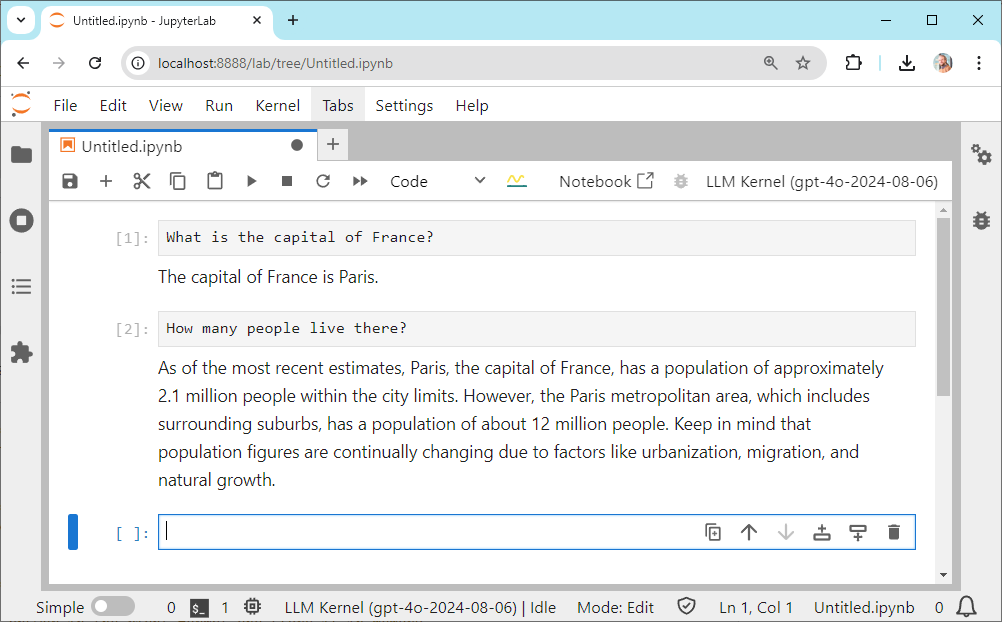 Untitled.ipynb - JupyterLab
localhost:8888/lab/tree/Untitled.ipynb
File Edit View Run Kernel Tabs Settings Help
Untitled.ipynb
Code Notebook LLM Kernel (gpt-4o-2024-08-06)
[1]: What is the capital of France?
The capital of France is Paris.
[2]: How many people live there?
As of the most recent estimates, Paris, the capital of France, has a population of approximately
2.1 million people within the city limits. However, the Paris metropolitan area, which includes
surrounding suburbs, has a population of about 12 million people. Keep in mind that
population figures are continually changing due to factors like urbanization, migration, and
natural growth.
[ ]:
Simple 0 $_ 1 LLM Kernel (gpt-4o-2024-08-06) | Idle Mode: Edit Ln 1, Col 1 Untitled.ipynb 0